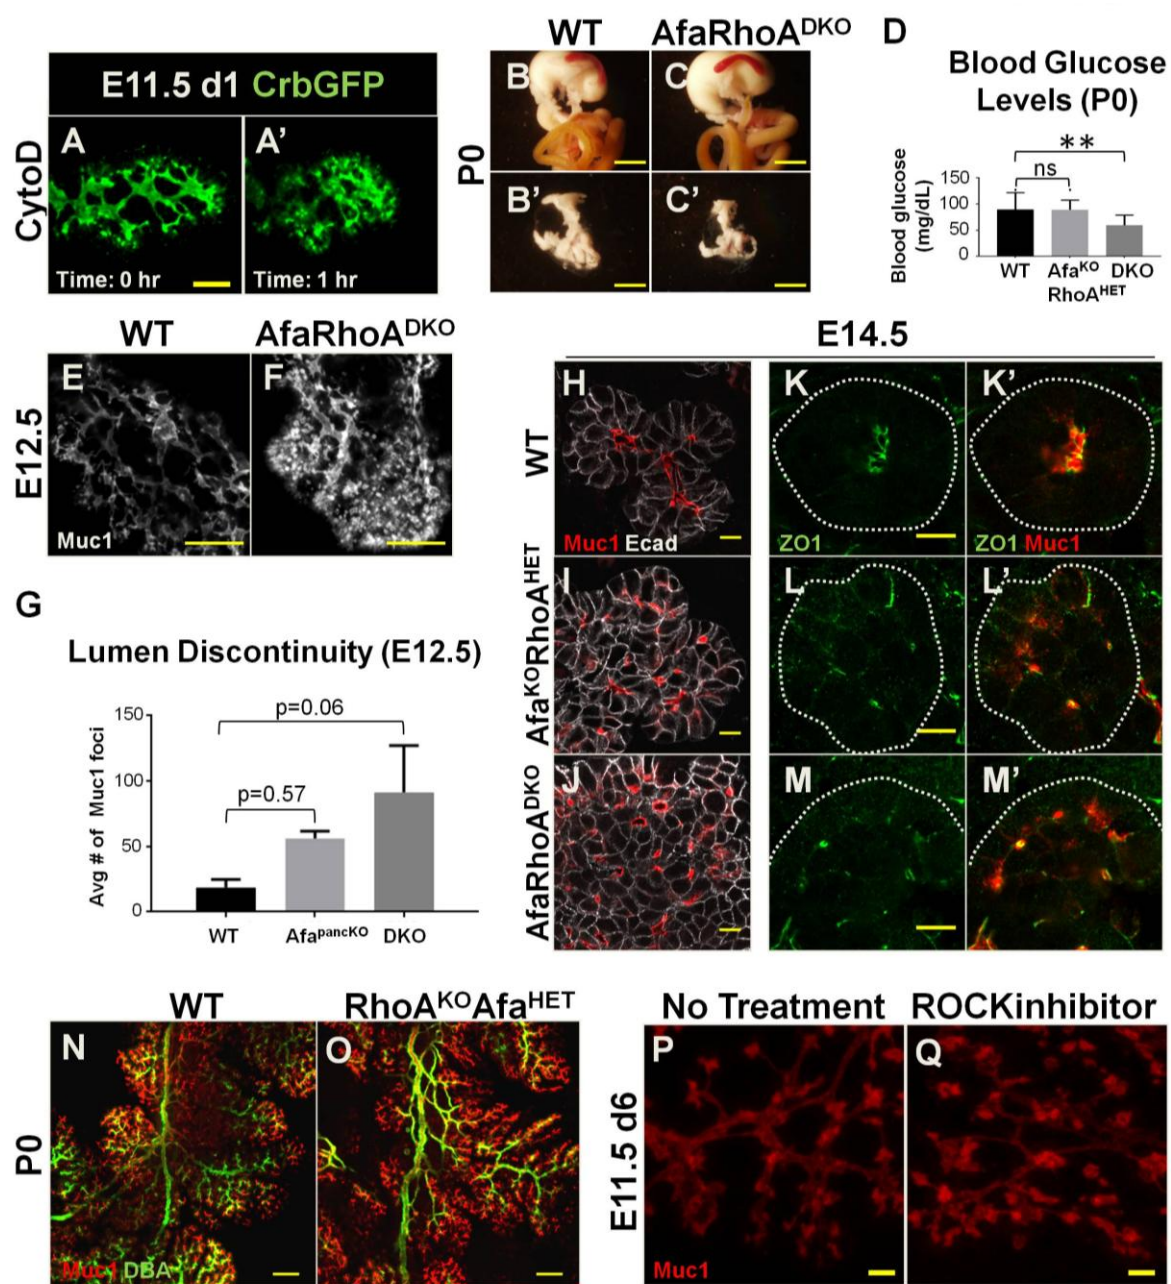 WT AfaRhoA^DKO
D
Blood Glucose
Levels (P0)
E11.5 d1 CrbGFP
CytoD
A
A'
Time: 0 hr
Time: 1 hr
P0
B
C
B'
C'
Blood glucose
(mg/dL)
150
100
50
0
**
ns
WT Afa^KO DKO
RhoA^HET
WT AfaRhoA^DKO
E12.5
E
F
Muc1
E14.5
WT
H
Muc1 Ecad
K
ZO1
K'
ZO1 Muc1
Afa^KORhoA^HET
I
L
L'
AfaRhoA^DKO
J
M
M'
G
Lumen Discontinuity (E12.5)
Avg # of Muc1 foci
150
100
50
0
p=0.06
p=0.57
WT Afa^pancKO DKO
WT RhoA^KOAfa^HET
P0
N
O
Muc1 DBA
No Treatment ROCKinhibitor
E11.5 d6
P
Q
Muc1